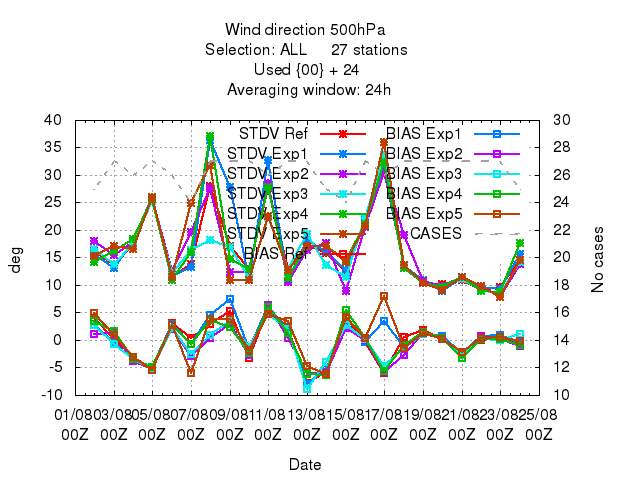 Wind direction 500hPa
Selection: ALL 27 stations
Used {00} + 24
Averaging window: 24h
40 30
35 28
30 26
25 24
20 22
15 20
10 18
5 16
0 14
-5 12
-10 10
deg
No cases
STDV Ref BIAS Exp1
STDV Exp1 BIAS Exp2
STDV Exp2 BIAS Exp3
STDV Exp3 BIAS Exp4
STDV Exp4 BIAS Exp5
STDV Exp5 CASES
BIAS Ref
01/08 03/08 05/08 07/08 09/08 11/08 13/08 15/08 17/08 19/08 21/08 23/08 25/08
00Z 00Z 00Z 00Z 00Z 00Z 00Z 00Z 00Z 00Z 00Z 00Z 00Z
Date